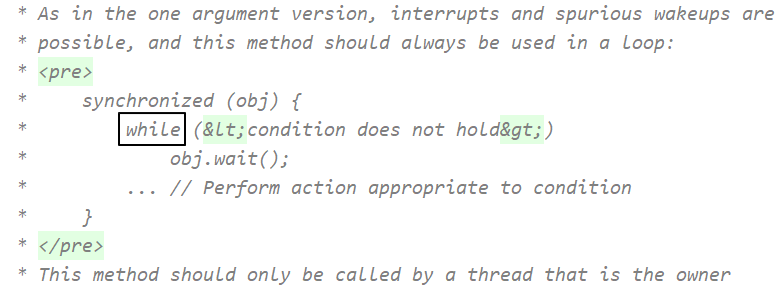 * As in the one argument version, interrupts and spurious wakeups are
* possible, and this method should always be used in a loop:
* <pre>
*     synchronized (obj) {
*         while (&lt;condition does not hold&gt;)
*             obj.wait();
*         ... // Perform action appropriate to condition
*     }
* </pre>
* This method should only be called by a thread that is the owner